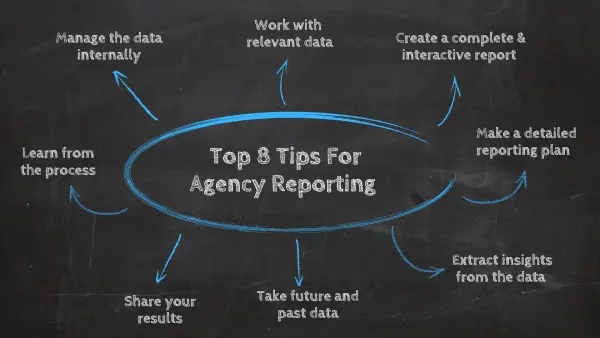 Work with
relevant data
Manage the data
internally
Create a complete &
interactive report
Make a detailed
reporting plan
Top 8 Tips For
Agency Reporting
Learn from
the process
Extract insights
from the data
Share your
results
Take future and
past data